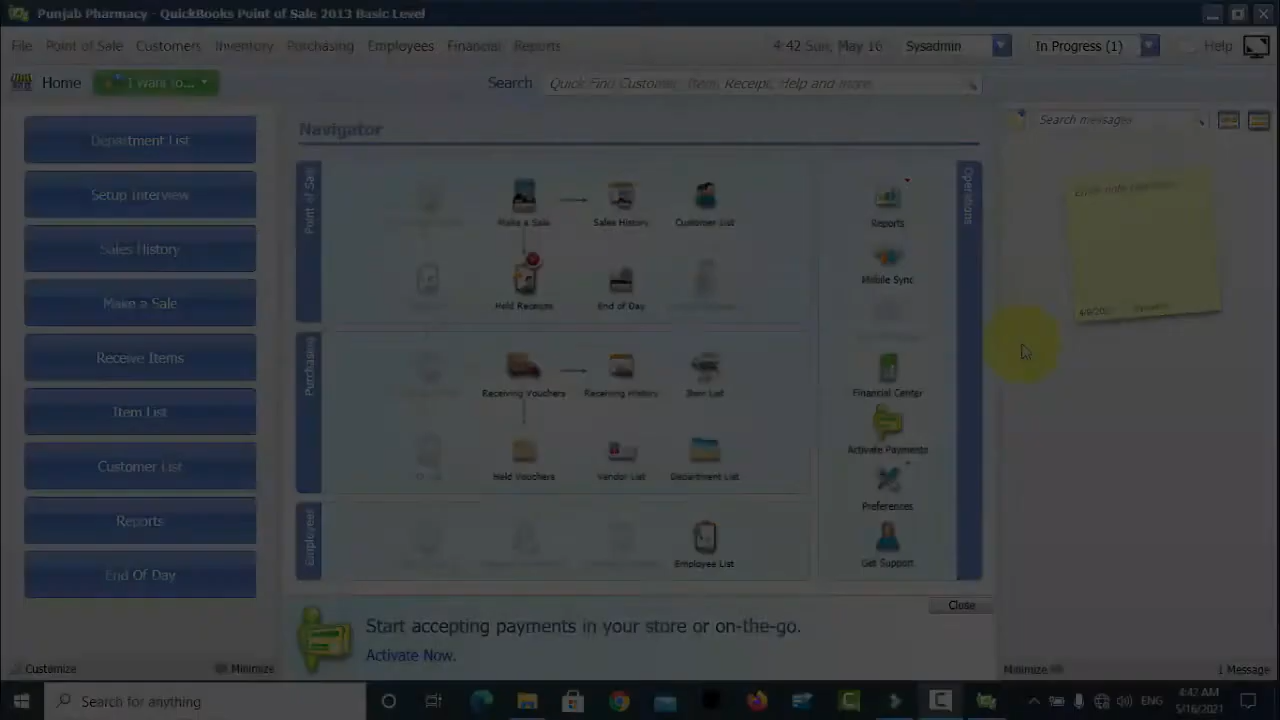 Punjab Pharmacy - QuickBooks Point of Sale 2013 Basic Level
File Point of Sale Customers Inventory Purchasing Employees Financial Reports 4:42 Sun, May 16 Sysadmin In Progress (1) Help
Home I want to... Search Quick Find Customer, Item, Receipt, Help and more
Department List
Setup Interview
Sales History
Make a Sale
Receive Items
Item List
Customer List
Reports
End Of Day
Customize Minimize
Navigator
Point of Sale
Make a Sale Sales History Customer List
Held Receipts End of Day
Purchasing
Receiving Vouchers Receiving History Item List
Held Vouchers Vendor List Department List
Employees
Employee List
Operations
Reports
Mobile Sync
Financial Center
Activate Payments
Preferences
Get Support
Close
Start accepting payments in your store or on-the-go.
Activate Now.
Search messages
Minimize 1 Message
Search for anything
ENG
4:42 AM
5/16/2021